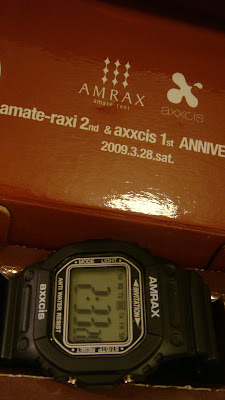 AMRAX
amate raxi
axxcis
amate-raxi 2nd & axxcis 1st ANNIVE
2009.3.28.sat.
MODE LIGHT
AMRAX
INVITATION
axxcis
ANTI WATER RESIST